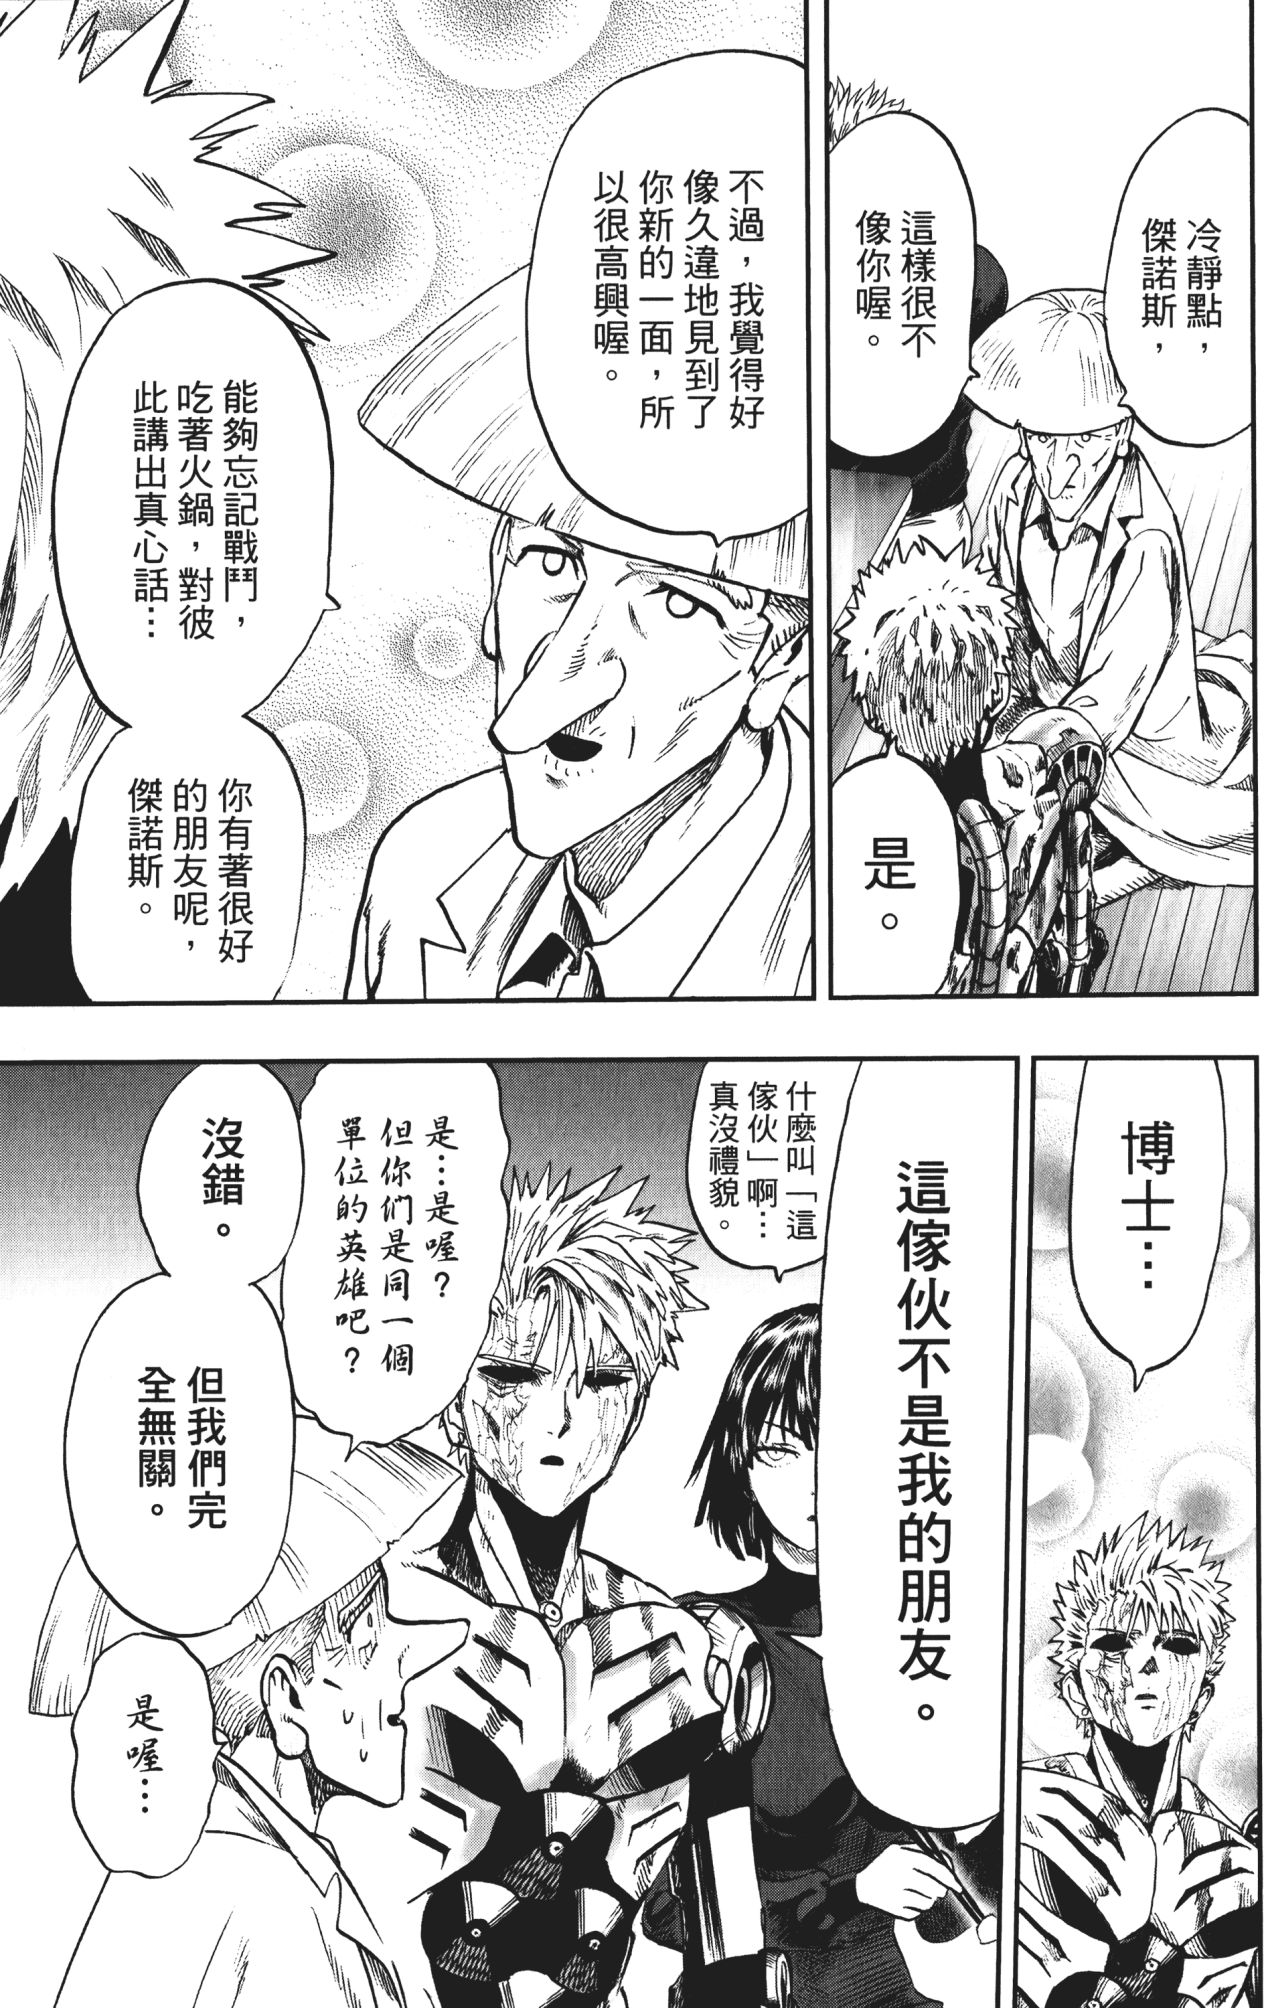 冷靜點，
傑諾斯，
這樣很不
像你喔。
是。
不過，我覺得好
像久違地見到了
你新的一面，所
以很高興喔。
能夠忘記戰鬥，
吃著火鍋，對彼
此講出真心話…
你有著很好
的朋友呢，
傑諾斯。
博士…
這傢伙不是我的朋友。
什麼叫「這
傢伙」啊…
真沒禮貌。
是…是喔？
但你們是同一個
單位的英雄吧？
沒錯。
但我們完
全無關。
是喔…